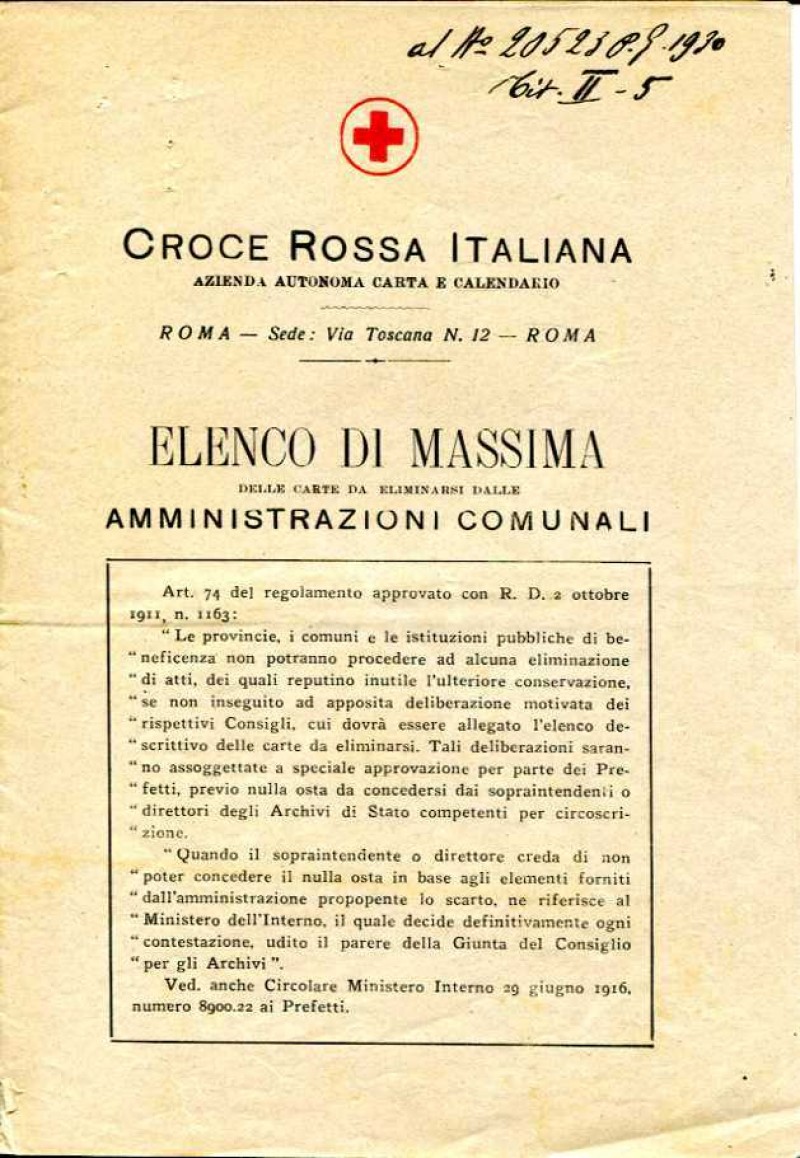 al No 20523 P. G. 1930
Tit. II - 5
CROCE ROSSA ITALIANA
AZIENDA AUTONOMA CARTA E CALENDARIO
ROMA — Sede: Via Toscana N. 12 — ROMA
ELENCO DI MASSIMA
DELLE CARTE DA ELIMINARSI DALLE
AMMINISTRAZIONI COMUNALI
Art. 74 del regolamento approvato con R. D. 2 ottobre
1911, n. 1163:
“ Le provincie, i comuni e le istituzioni pubbliche di be-
“ neficenza non potranno procedere ad alcuna eliminazione
“ di atti, dei quali reputino inutile l'ulteriore conservazione,
“ se non inseguito ad apposita deliberazione motivata dei
“ rispettivi Consigli, cui dovrà essere allegato l'elenco de-
“ scrittivo delle carte da eliminarsi. Tali deliberazioni saran-
“ no assoggettate a speciale approvazione per parte dei Pre-
“ fetti, previo nulla osta da concedersi dai sopraintendenti o
“ direttori degli Archivi di Stato competenti per circoscri-
“ zione.
“ Quando il sopraintendente o direttore creda di non
“ poter concedere il nulla osta in base agli elementi forniti
“ dall'amministrazione propopente lo scarto, ne riferisce al
“ Ministero dell'Interno, il quale decide definitivamente ogni
“ contestazione, udito il parere della Giunta del Consiglio
“ per gli Archivi ”.
Ved. anche Circolare Ministero Interno 29 giugno 1916,
numero 8900.22 ai Prefetti.